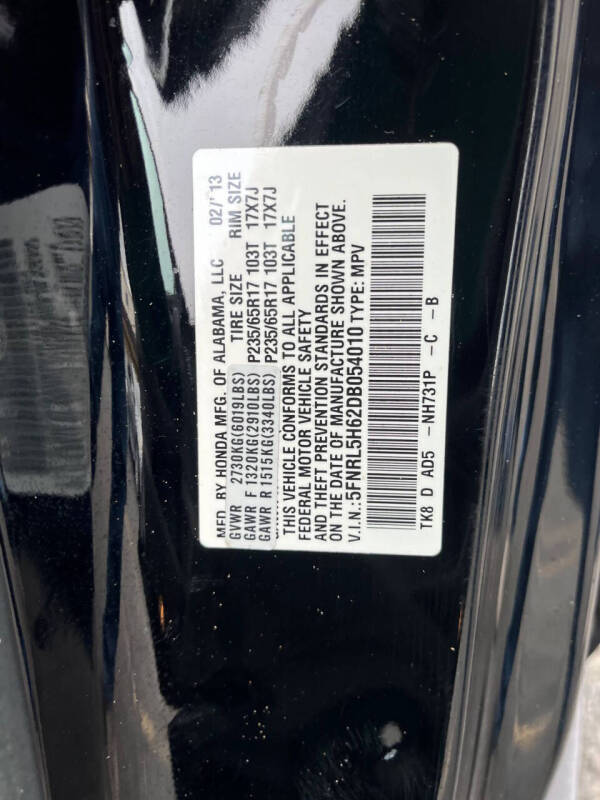 MFD. BY HONDA MFG. OF ALABAMA, LLC 02/'13
GVWR 2730KG(6019LBS) TIRE SIZE RIM SIZE
GAWR F 1320KG(2910LBS) P235/65R17 103T 17X7J
GAWR R 1515KG(3340LBS) P235/65R17 103T 17X7J
THIS VEHICLE CONFORMS TO ALL APPLICABLE
FEDERAL MOTOR VEHICLE SAFETY
AND THEFT PREVENTION STANDARDS IN EFFECT
ON THE DATE OF MANUFACTURE SHOWN ABOVE.
V.I.N.:5FNRL5H62DB054010 TYPE: MPV
TK8 D AD5 -NH731P -C -B